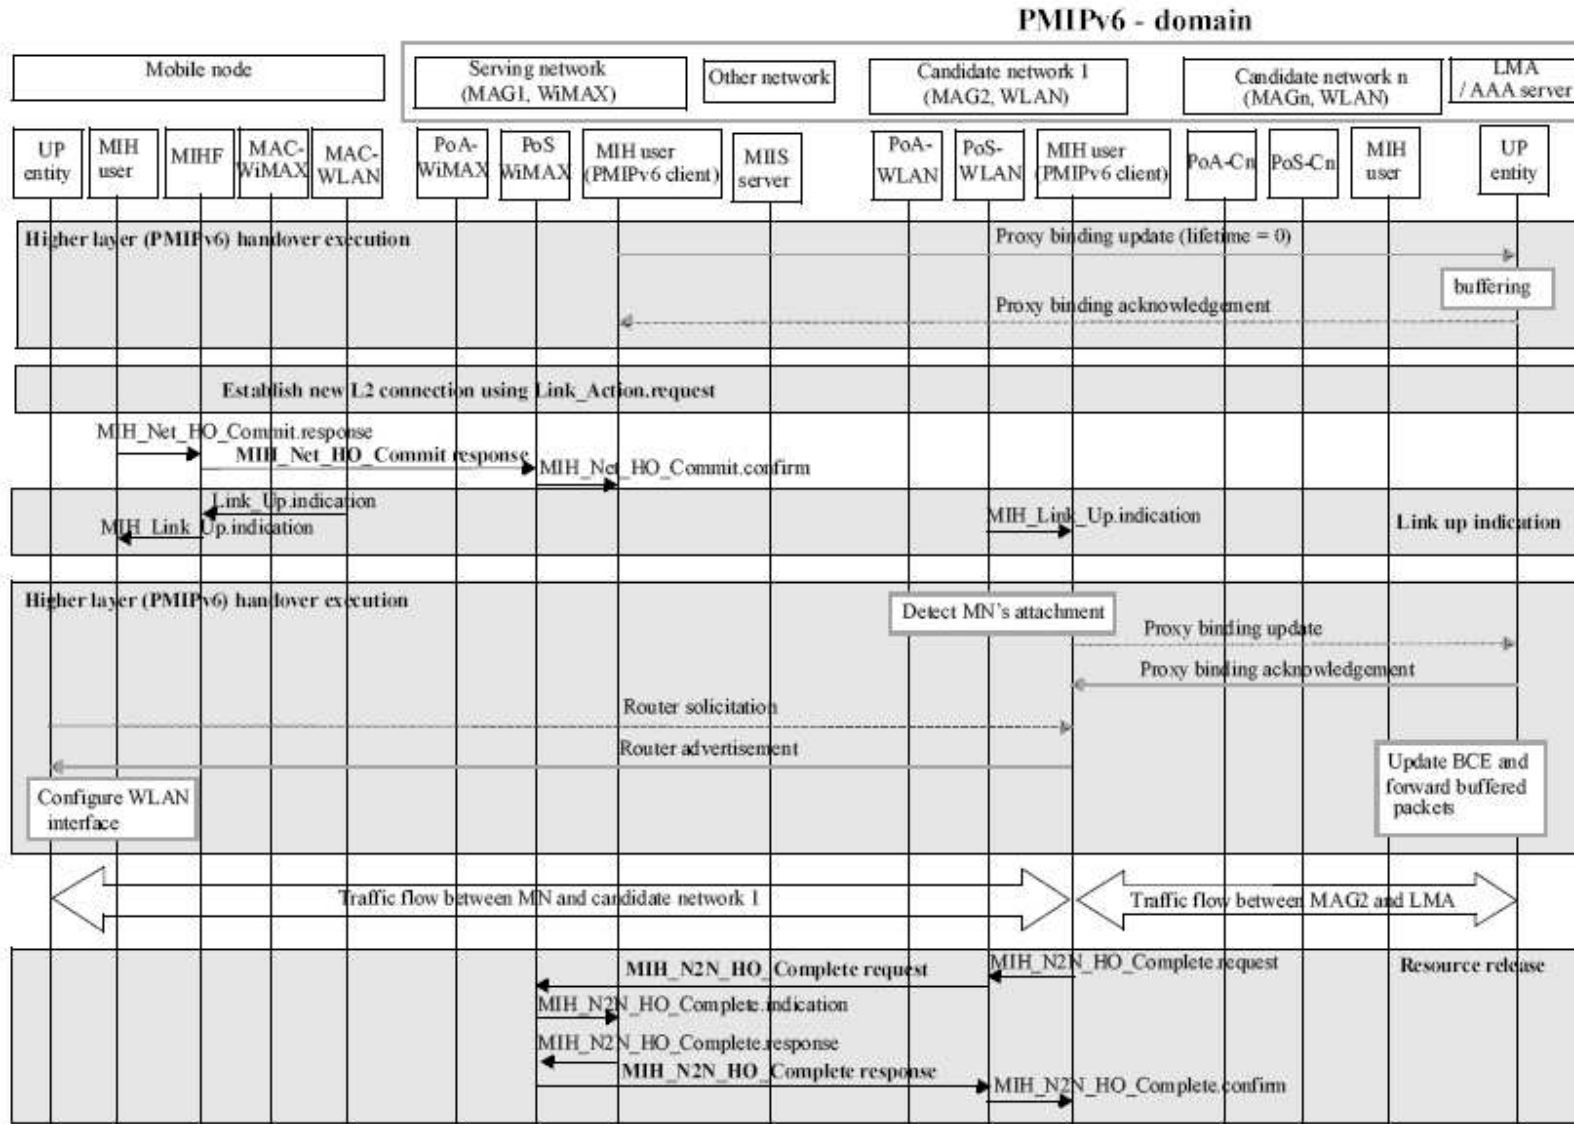 PMIPv6 - domain
Mobile node
Serving network
(MAG1, WiMAX)
Other network
Candidate network 1
(MAG2, WLAN)
Candidate network n
(MAGn, WLAN)
LMA
/ AAA server
UP
entity
MIH
user
MIHF
MAC-
WiMAX
MAC-
WLAN
PoA-
WiMAX
PoS
WiMAX
MIH user
(PMIPv6 client)
MIIS
server
PoA-
WLAN
PoS-
WLAN
MIH user
(PMIPv6 client)
PoA-Cn
PoS-Cn
MIH
user
UP
entity
Higher layer (PMIPv6) handover execution
Proxy binding update (lifetime = 0)
buffering
Proxy binding acknowledgement
Establish new L2 connection using Link_Action.request
MIH_Net_HO_Commit.response
MIH_Net_HO_Commit response
MIH_Net_HO_Commit.confirm
Link_Up.indication
MIH_Link_Up.indication
MIH_Link_Up.indication
Link up indication
Higher layer (PMIPv6) handover execution
Detect MN's attachment
Proxy binding update
Proxy binding acknowledgement
Router solicitation
Router advertisement
Update BCE and
forward buffered
packets
Configure WLAN
interface
Traffic flow between MN and candidate network 1
Traffic flow between MAG2 and LMA
MIH_N2N_HO_Complete request
MIH_N2N_HO_Complete.request
Resource release
MIH_N2N_HO_Complete.indication
MIH_N2N_HO_Complete.response
MIH_N2N_HO_Complete response
MIH_N2N_HO_Complete.confirm